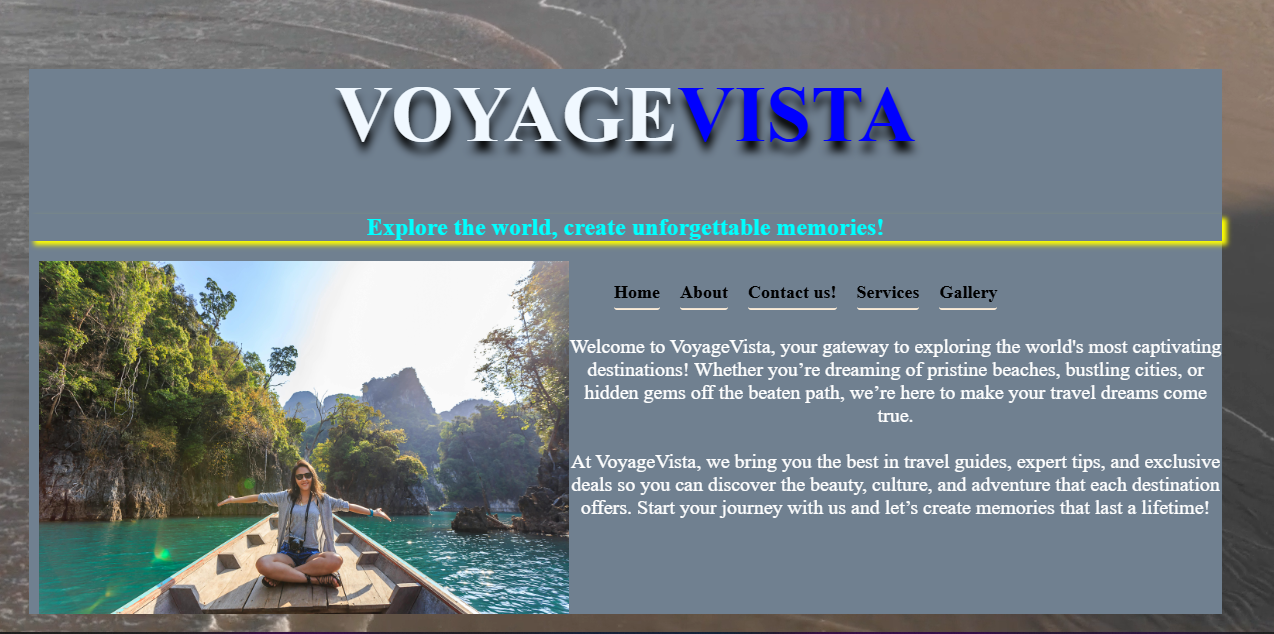 VOYAGEVISTA
Explore the world, create unforgettable memories!
Home About Contact us! Services Gallery
Welcome to VoyageVista, your gateway to exploring the world's most captivating
destinations! Whether you’re dreaming of pristine beaches, bustling cities, or
hidden gems off the beaten path, we’re here to make your travel dreams come
true.
At VoyageVista, we bring you the best in travel guides, expert tips, and exclusive
deals so you can discover the beauty, culture, and adventure that each destination
offers. Start your journey with us and let’s create memories that last a lifetime!